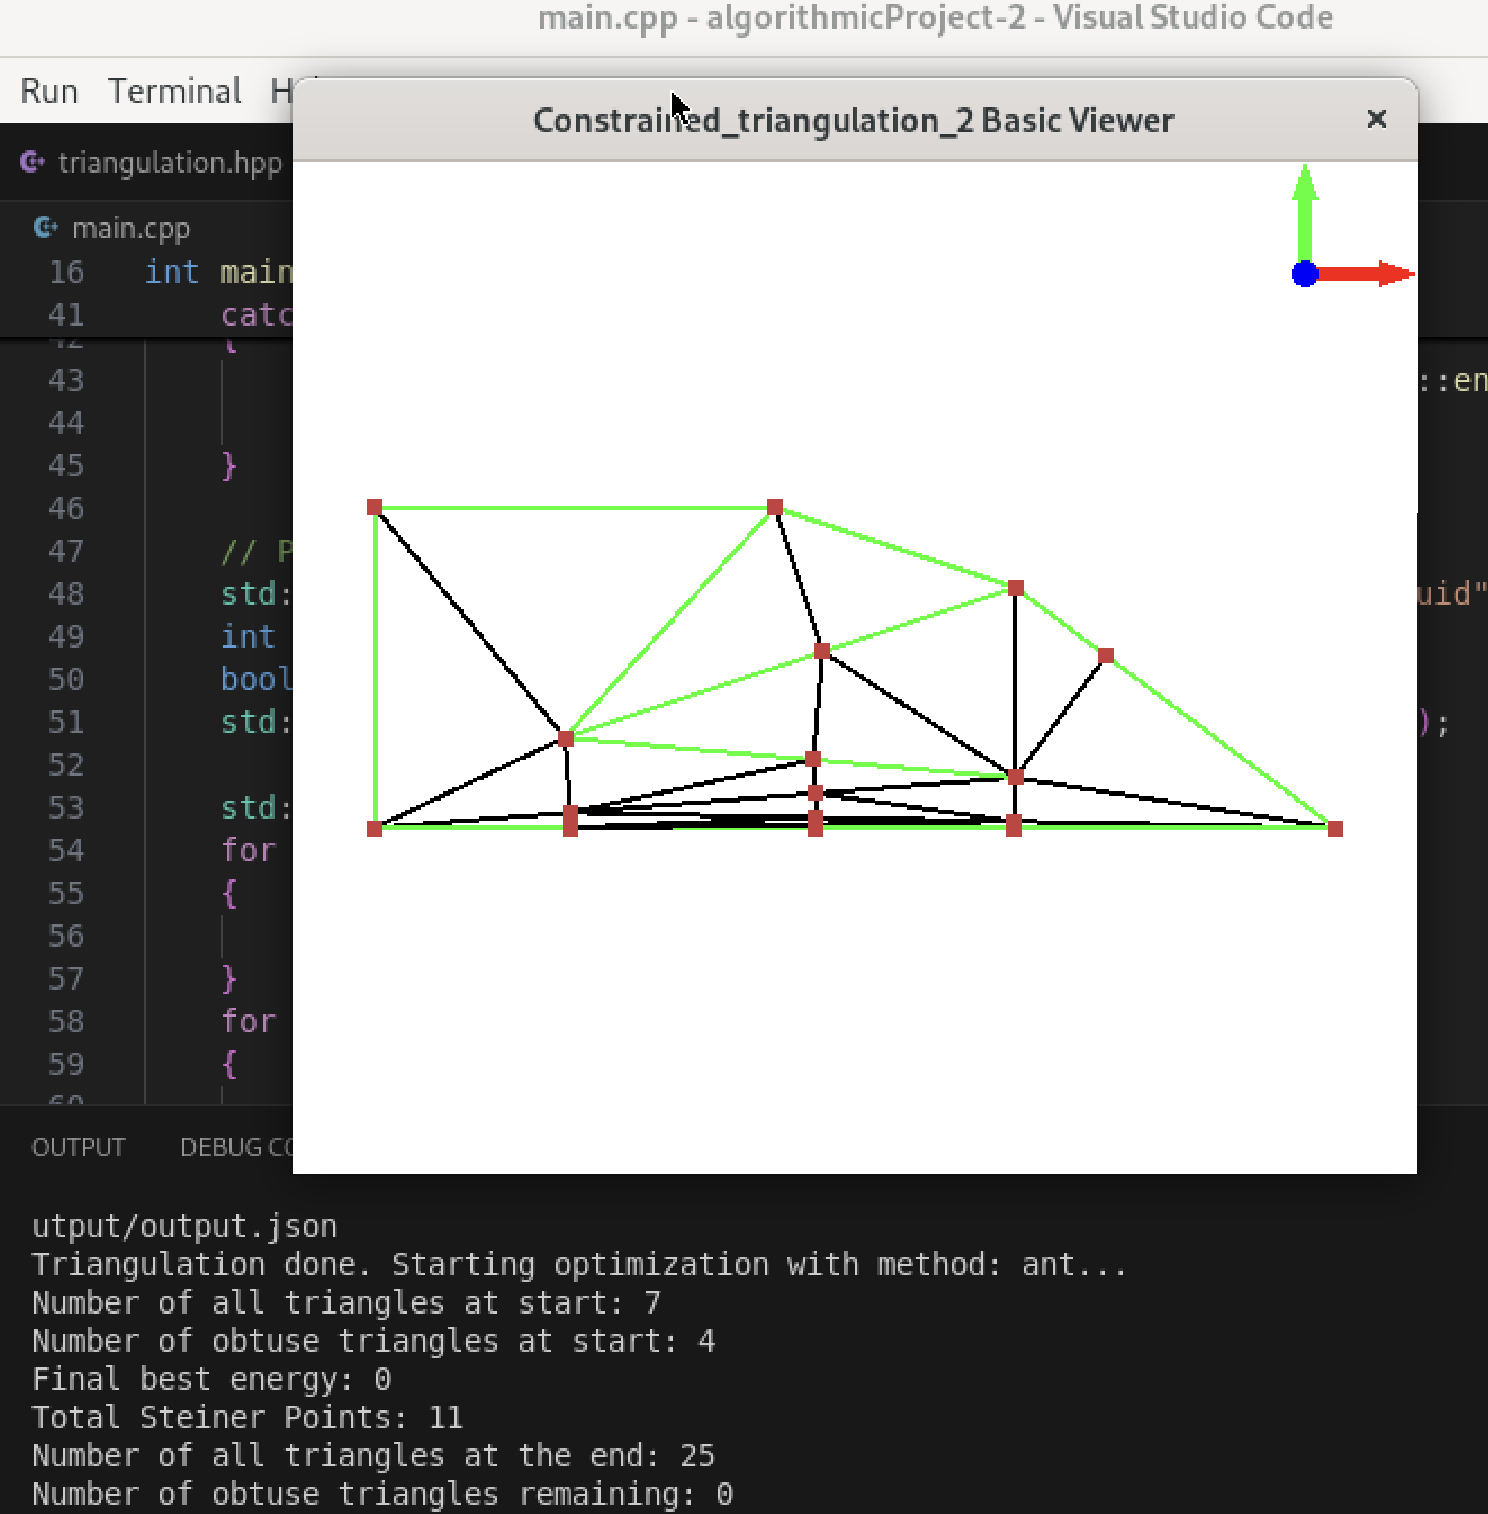 main.cpp - algorithmicProject-2 - Visual Studio Code
Run Terminal
Constrained_triangulation_2 Basic Viewer ×
triangulation.hpp
main.cpp
16 int main
41 catc
42 {
43 ::en
44
45 }
46
47 // P
48 std: uid"
49 int
50 bool
51 std: );
52
53 std:
54 for
55 {
56
57 }
58 for
59 {
60
OUTPUT DEBUG CO
utput/output.json
Triangulation done. Starting optimization with method: ant...
Number of all triangles at start: 7
Number of obtuse triangles at start: 4
Final best energy: 0
Total Steiner Points: 11
Number of all triangles at the end: 25
Number of obtuse triangles remaining: 0